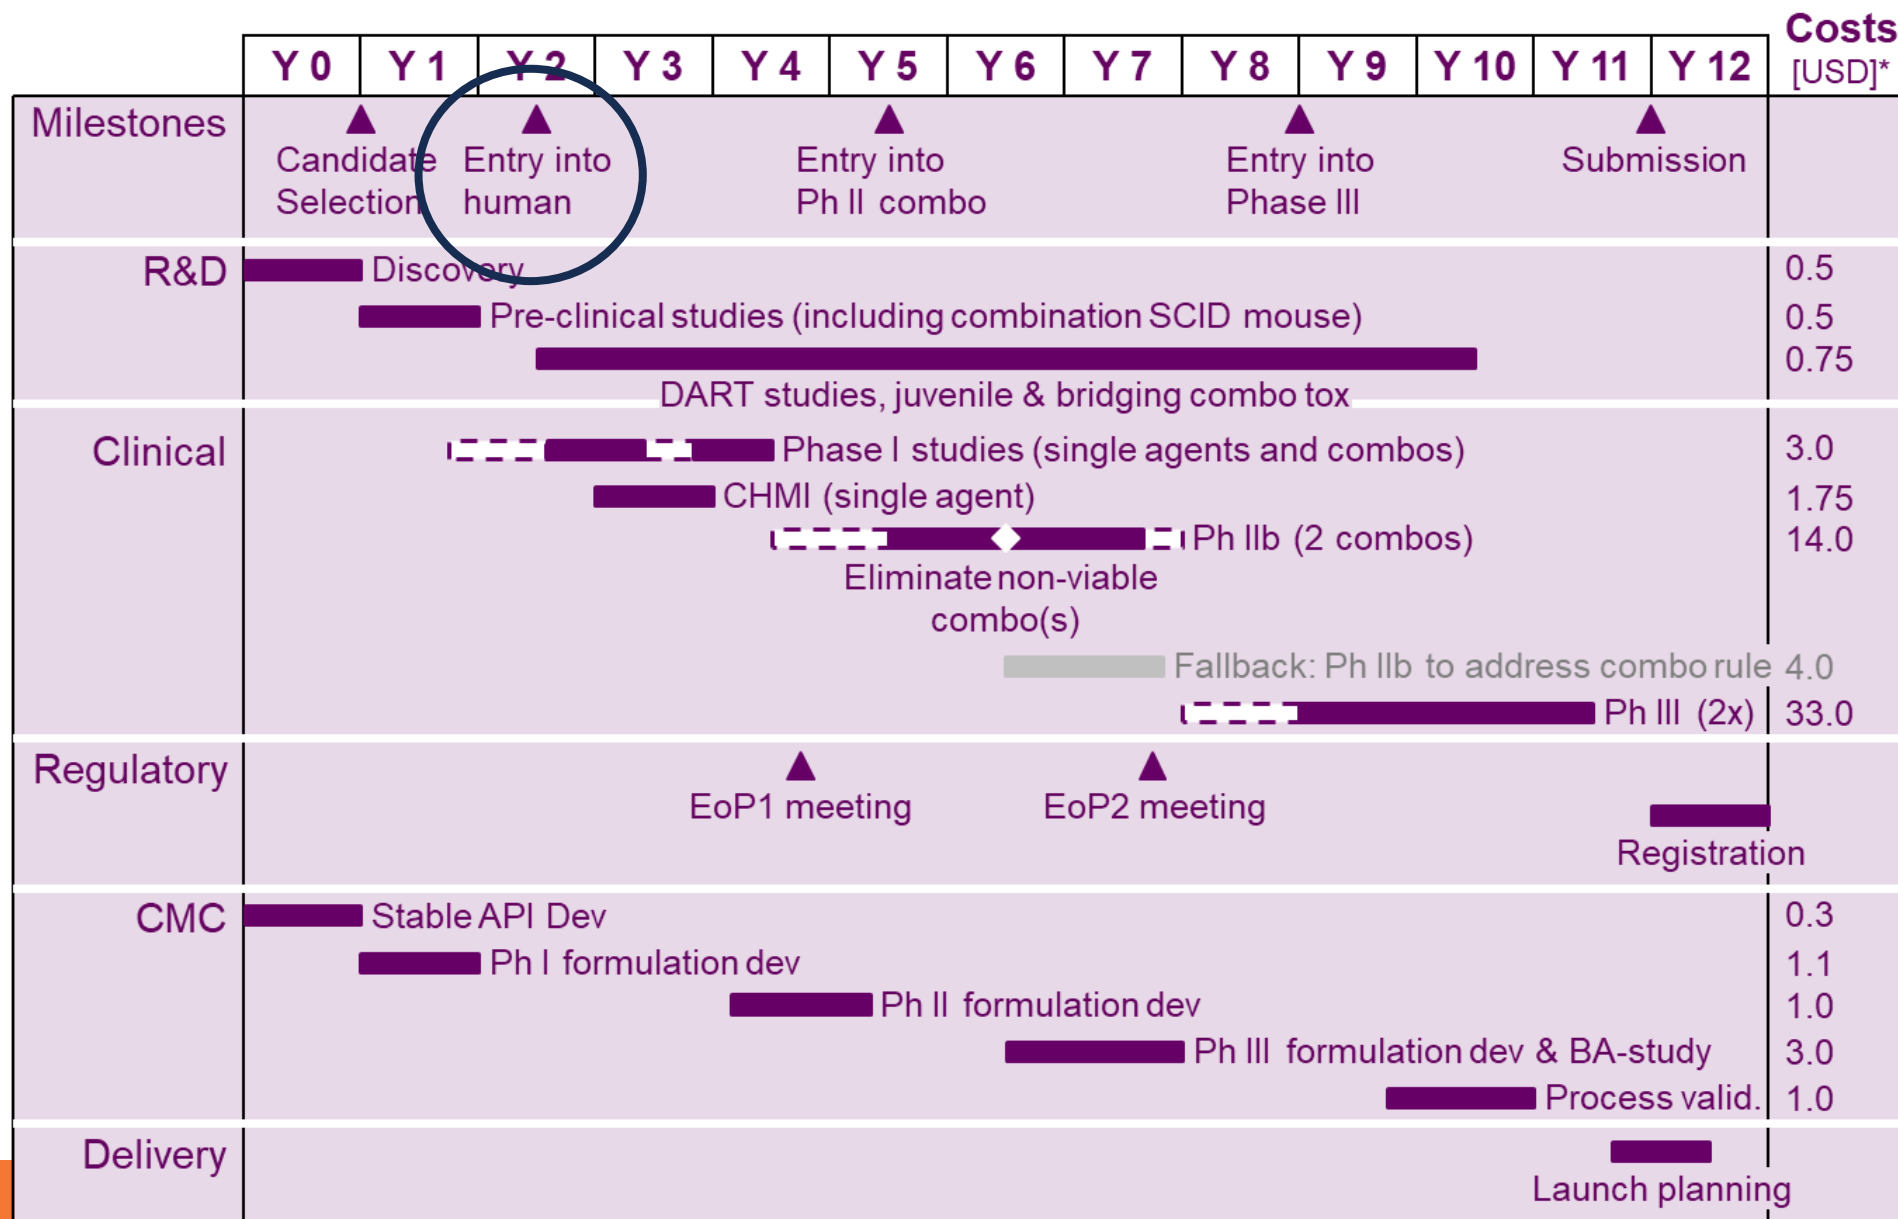 Costs
Y 0 Y 1 Y 2 Y 3 Y 4 Y 5 Y 6 Y 7 Y 8 Y 9 Y 10 Y 11 Y 12 [USD]*
Milestones
Candidate Selection
Entry into human
Entry into Ph II combo
Entry into Phase III
Submission
R&D
Discovery 0.5
Pre-clinical studies (including combination SCID mouse) 0.5
0.75
DART studies, juvenile & bridging combo tox
Clinical
Phase I studies (single agents and combos) 3.0
CHMI (single agent) 1.75
Ph IIb (2 combos) 14.0
Eliminate non-viable
combo(s)
Fallback: Ph IIb to address combo rule 4.0
Ph III (2x) 33.0
Regulatory
EoP1 meeting EoP2 meeting
Registration
CMC
Stable API Dev 0.3
Ph I formulation dev 1.1
Ph II formulation dev 1.0
Ph III formulation dev & BA-study 3.0
Process valid. 1.0
Delivery
Launch planning